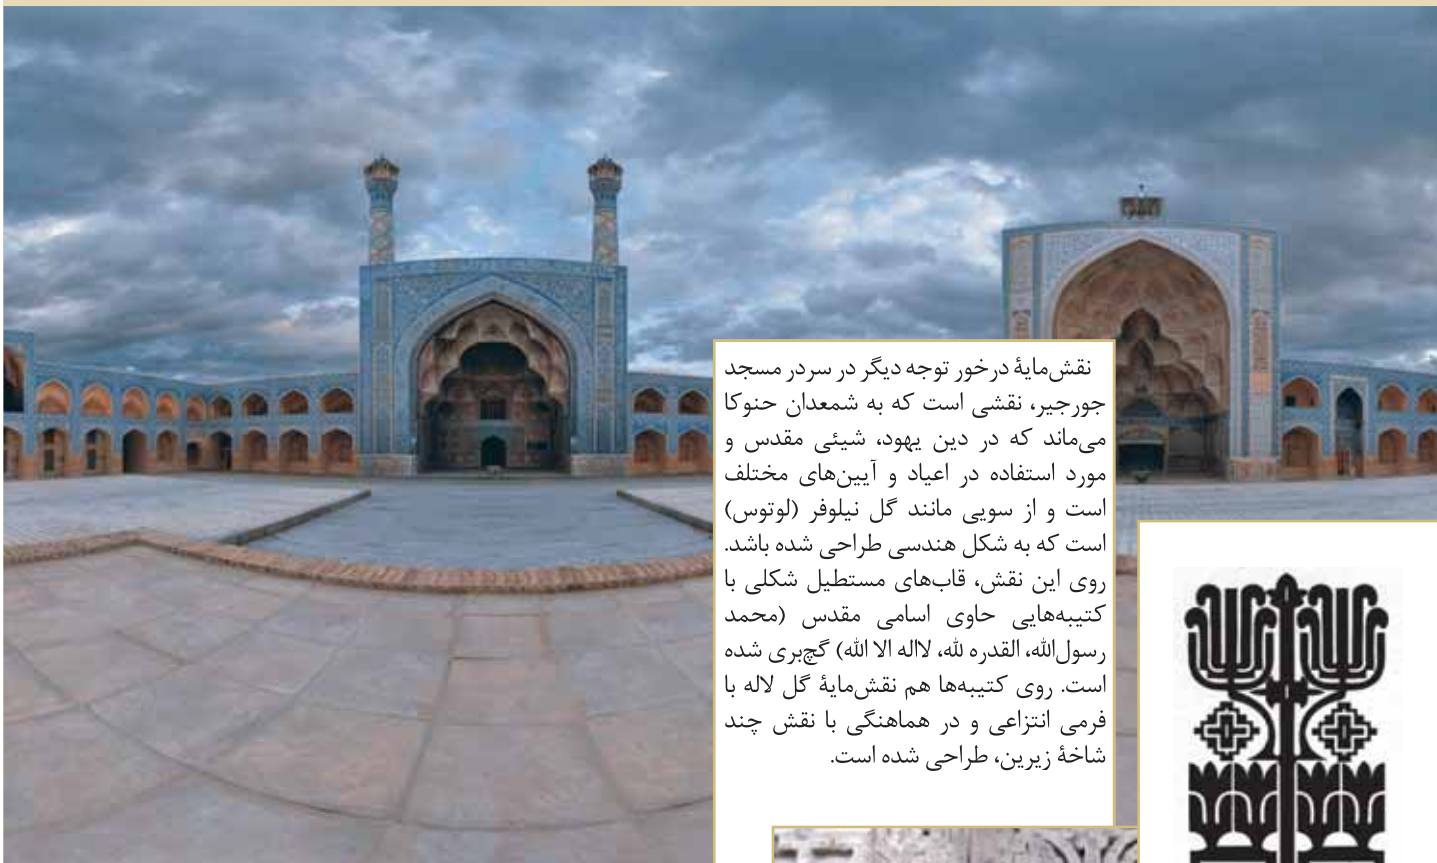 نقش‌مایهٔ درخور توجه دیگر در سردر مسجد
جورجیر، نقشی است که به شمعدان حنوکا
می‌ماند که در دین یهود، شیئی مقدس و
مورد استفاده در اعیاد و آیین‌های مختلف
است و از سویی مانند گل نیلوفر (لوتوس)
است که به شکل هندسی طراحی شده باشد.
روی این نقش، قاب‌های مستطیل شکلی با
کتیبه‌هایی حاوی اسامی مقدس (محمد
رسول‌الله، القدره لله، لااله الا الله) گچ‌بری شده
است. روی کتیبه‌ها هم نقش‌مایهٔ گل لاله با
فرمی انتزاعی و در هماهنگی با نقش چند
شاخهٔ زیرین، طراحی شده است.